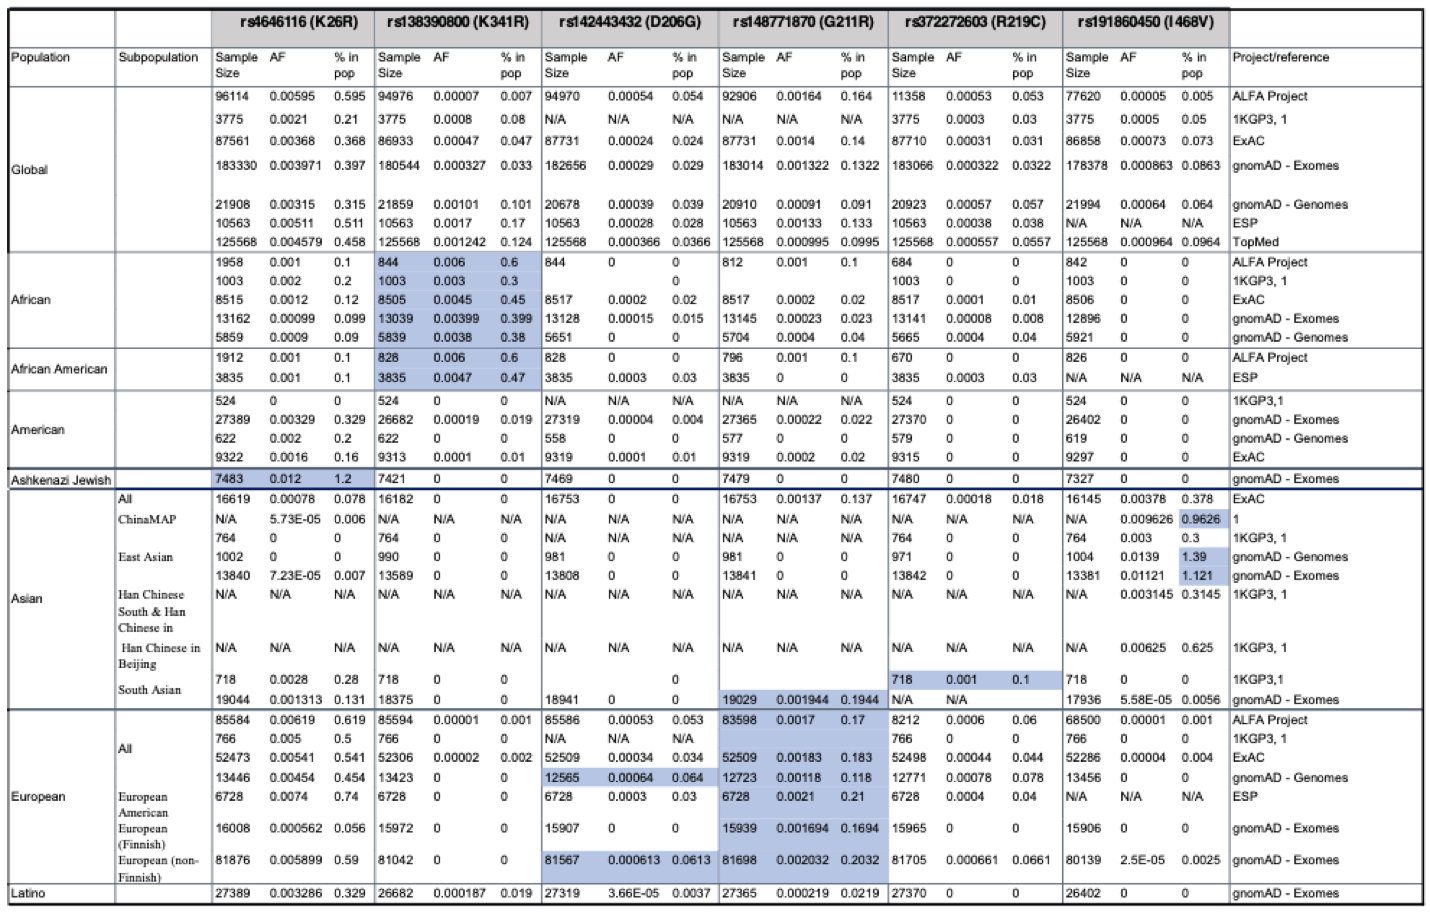 rs4646116 (K26R) rs138390800 (K341R) rs142443432 (D206G) rs148771870 (G211R) rs372272603 (R219C) rs191860450 (I468V)
Population Subpopulation Sample AF % in Sample AF % in Sample AF % in Sample AF % in Sample AF % in Sample AF % in Project/reference
Size pop Size pop Size pop Size pop Size pop Size pop
96114 0.00595 0.595 94976 0.00007 0.007 94970 0.00054 0.054 92906 0.00164 0.164 11358 0.00053 0.053 77620 0.00005 0.005 ALFA Project
3775 0.0021 0.21 3775 0.0008 0.08 N/A N/A N/A N/A N/A N/A 3775 0.0003 0.03 3775 0.0005 0.05 1KGP3, 1
87561 0.00368 0.368 86933 0.00047 0.047 87731 0.00024 0.024 87731 0.0014 0.14 87710 0.00031 0.031 86858 0.00073 0.073 ExAC
Global 183330 0.003971 0.397 180544 0.000327 0.033 182656 0.00029 0.029 183014 0.001322 0.1322 183066 0.000322 0.0322 178378 0.000863 0.0863 gnomAD - Exomes
21908 0.00315 0.315 21859 0.00101 0.101 20678 0.00039 0.039 20910 0.00091 0.091 20923 0.00057 0.057 21994 0.00064 0.064 gnomAD - Genomes
10563 0.00511 0.511 10563 0.0017 0.17 10563 0.00028 0.028 10563 0.00133 0.133 10563 0.00038 0.038 N/A N/A N/A ESP
125568 0.004579 0.458 125568 0.001242 0.124 125568 0.000366 0.0366 125568 0.000995 0.0995 125568 0.000557 0.0557 125568 0.000964 0.0964 TopMed
1958 0.001 0.1 844 0.006 0.6 844 0 0 812 0.001 0.1 684 0 0 842 0 0 ALFA Project
1003 0.002 0.2 1003 0.003 0.3 0 1003 0 0 1003 0 0 1KGP3, 1
African 8515 0.0012 0.12 8505 0.0045 0.45 8517 0.0002 0.02 8517 0.0002 0.02 8517 0.0001 0.01 8506 0 0 ExAC
13162 0.00099 0.099 13039 0.00399 0.399 13128 0.00015 0.015 13145 0.00023 0.023 13141 0.00008 0.008 12896 0 0 gnomAD - Exomes
5859 0.0009 0.09 5839 0.0038 0.38 5651 0 0 5704 0.0004 0.04 5665 0.0004 0.04 5921 0 0 gnomAD - Genomes
1912 0.001 0.1 828 0.006 0.6 828 0 0 796 0.001 0.1 670 0 0 826 0 0 ALFA Project
African American 3835 0.001 0.1 3835 0.0047 0.47 3835 0.0003 0.03 3835 0 0 3835 0.0003 0.03 N/A N/A N/A ESP
524 0 0 524 0 0 N/A N/A N/A N/A N/A N/A 524 0 0 524 0 0 1KGP3,1
American 27389 0.00329 0.329 26682 0.00019 0.019 27319 0.00004 0.004 27365 0.00022 0.022 27370 0 0 26402 0 0 gnomAD - Exomes
622 0.002 0.2 622 0 0 558 0 0 577 0 0 579 0 0 619 0 0 gnomAD - Genomes
9322 0.0016 0.16 9313 0.0001 0.01 9319 0.0001 0.01 9319 0.0002 0.02 9315 0 0 9297 0 0 ExAC
Ashkenazi Jewish 7483 0.012 1.2 7421 0 0 7469 0 0 7479 0 0 7480 0 0 7327 0 0 gnomAD - Exomes
All 16619 0.00078 0.078 16182 0 0 16753 0 0 16753 0.00137 0.137 16747 0.00018 0.018 16145 0.00378 0.378 ExAC
ChinaMAP N/A 5.73E-05 0.006 N/A N/A N/A N/A N/A N/A N/A N/A N/A N/A N/A N/A N/A 0.009626 0.9626 1
764 0 0 764 0 0 N/A N/A N/A N/A N/A N/A 764 0 0 764 0.003 0.3 1KGP3, 1
East Asian 1002 0 0 990 0 0 981 0 0 981 0 0 971 0 0 1004 0.0139 1.39 gnomAD - Genomes
13840 7.23E-05 0.007 13589 0 0 13808 0 0 13841 0 0 13842 0 0 13381 0.01121 1.121 gnomAD - Exomes
Asian Han Chinese N/A N/A N/A N/A N/A N/A N/A N/A N/A N/A N/A N/A N/A N/A N/A N/A 0.003145 0.3145 1KGP3, 1
South & Han
Chinese in
Han Chinese in N/A N/A N/A N/A N/A N/A N/A N/A N/A N/A N/A N/A N/A N/A N/A N/A 0.00625 0.625 1KGP3, 1
Beijing
718 0.0028 0.28 718 0 0 0 718 0.001 0.1 718 0 0 1KGP3,1
South Asian
19044 0.001313 0.131 18375 0 0 18941 0 0 19029 0.001944 0.1944 N/A N/A 17936 5.58E-05 0.0056 gnomAD - Exomes
85584 0.00619 0.619 85594 0.00001 0.001 85586 0.00053 0.053 83598 0.0017 0.17 8212 0.0006 0.06 68500 0.00001 0.001 ALFA Project
766 0.005 0.5 766 0 0 N/A N/A N/A 766 0 0 766 0 0 1KGP3, 1
All
52473 0.00541 0.541 52306 0.00002 0.002 52509 0.00034 0.034 52509 0.00183 0.183 52498 0.00044 0.044 52286 0.00004 0.004 ExAC
13446 0.00454 0.454 13423 0 0 12565 0.00064 0.064 12723 0.00118 0.118 12771 0.00078 0.078 13456 0 0 gnomAD - Genomes
European European 6728 0.0074 0.74 6728 0 0 6728 0.0003 0.03 6728 0.0021 0.21 6728 0.0004 0.04 N/A N/A N/A ESP
American
European 16008 0.000562 0.056 15972 0 0 15907 0 0 15939 0.001694 0.1694 15965 0 0 15906 0 0 gnomAD - Exomes
(Finnish)
European (non- 81876 0.005899 0.59 81042 0 0 81567 0.000613 0.0613 81698 0.002032 0.2032 81705 0.000661 0.0661 80139 2.5E-05 0.0025 gnomAD - Exomes
Finnish)
Latino 27389 0.003286 0.329 26682 0.000187 0.019 27319 3.66E-05 0.0037 27365 0.000219 0.0219 27370 0 0 26402 0 0 gnomAD - Exomes